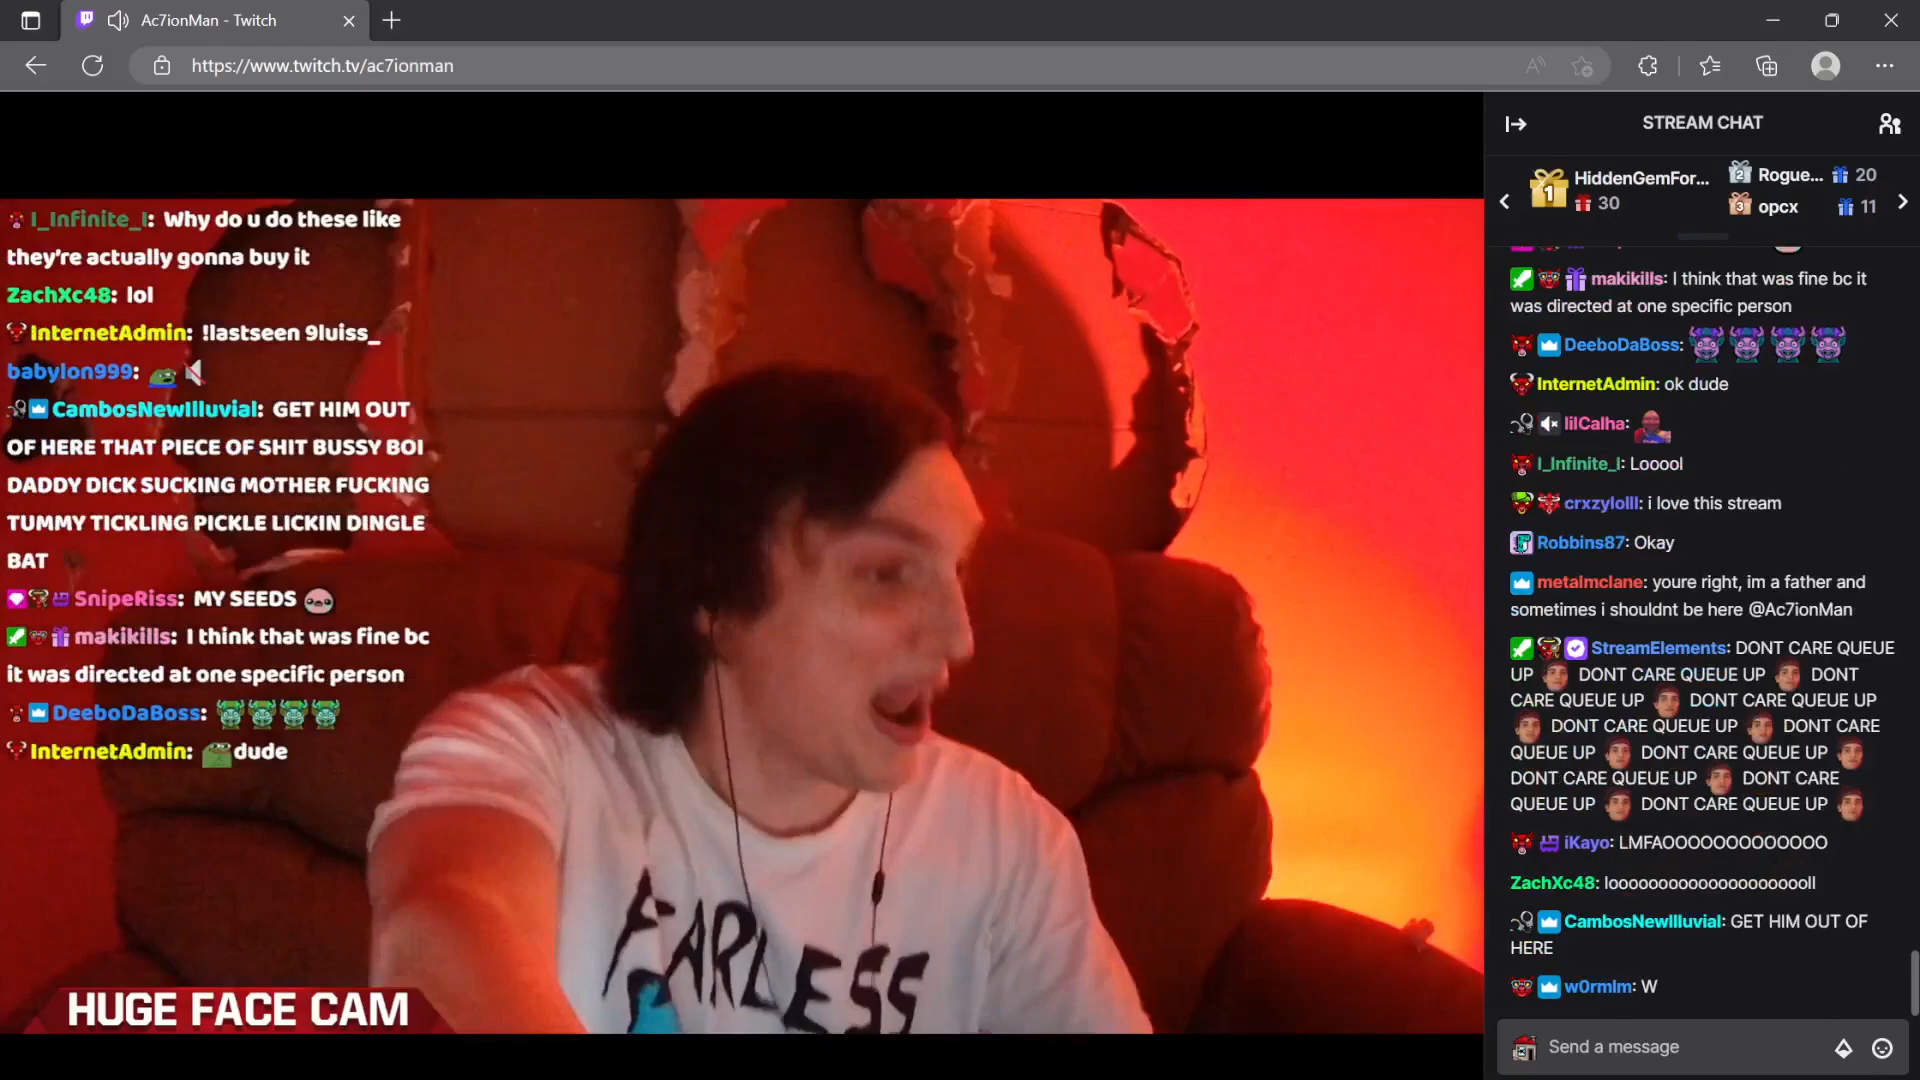 Ac7ionMan - Twitch
https://www.twitch.tv/ac7ionman
I_Infinite_I: Why do u do these like
they're actually gonna buy it
ZachXc48: lol
InternetAdmin: !lastseen 9luiss_
babylon999:
CambosNewIlluvial: GET HIM OUT
OF HERE THAT PIECE OF SHIT BUSSY BOI
DADDY DICK SUCKING MOTHER FUCKING
TUMMY TICKLING PICKLE LICKIN DINGLE
BAT
SnipeRiss: MY SEEDS
makikills: I think that was fine bc
it was directed at one specific person
DeeboDaBoss:
InternetAdmin: dude
FEARLESS
HUGE FACE CAM
STREAM CHAT
1 HiddenGemFor...
30
2 Rogue... 20
3 opcx 11
makikills: I think that was fine bc it
was directed at one specific person
DeeboDaBoss:
InternetAdmin: ok dude
lilCalha:
I_Infinite_I: Looool
crxzylolll: i love this stream
Robbins87: Okay
metalmclane: youre right, im a father and
sometimes i shouldnt be here @Ac7ionMan
StreamElements: DONT CARE QUEUE
UP DONT CARE QUEUE UP DONT
CARE QUEUE UP DONT CARE QUEUE UP
DONT CARE QUEUE UP DONT CARE
QUEUE UP DONT CARE QUEUE UP
DONT CARE QUEUE UP DONT CARE
QUEUE UP DONT CARE QUEUE UP
iKayo: LMFAOOOOOOOOOOOOO
ZachXc48: loooooooooooooooooooll
CambosNewIlluvial: GET HIM OUT OF
HERE
w0rmlm: W
Send a message